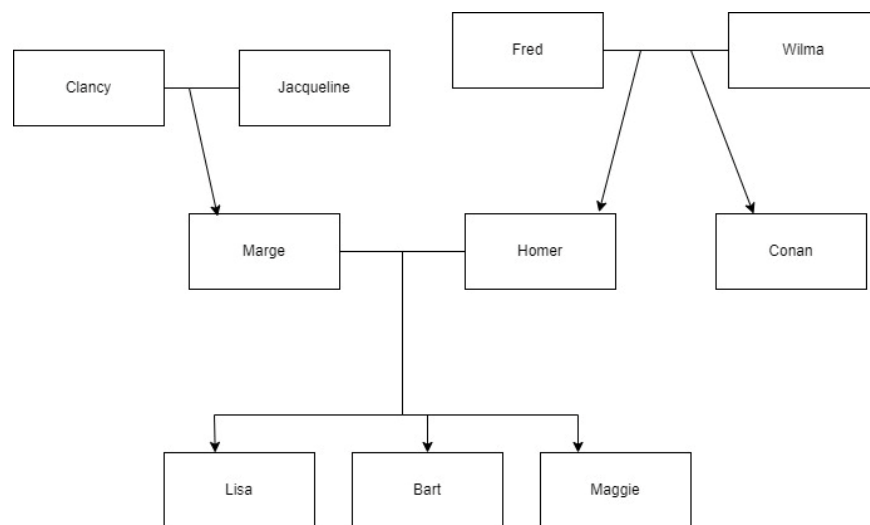 Fred
Wilma
Clancy
Jacqueline
Marge
Homer
Conan
Lisa
Bart
Maggie